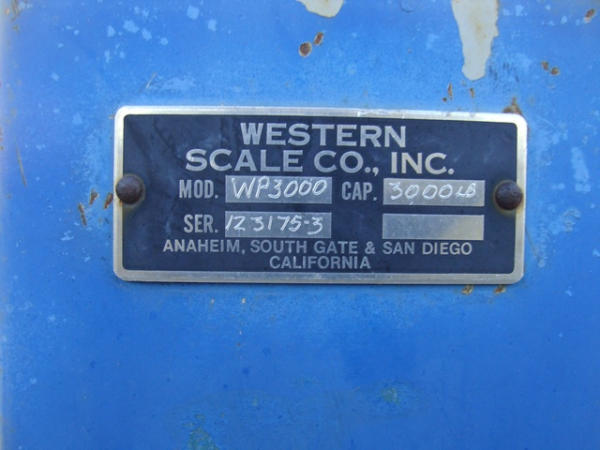 WESTERN
SCALE CO., INC.
MOD. WP3000 CAP. 3000LB
SER. 123175-3
ANAHEIM, SOUTH GATE & SAN DIEGO
CALIFORNIA